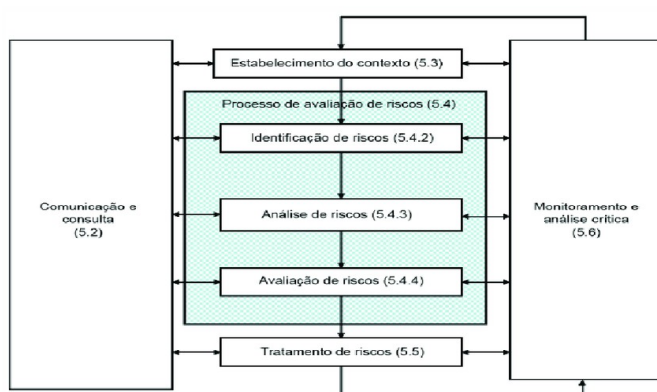 Estabelecimento do contexto (5.3)
Processo de avaliação de riscos (5.4)
Identificação de riscos (5.4.2)
Comunicação e
consulta
(5.2)
Análise de riscos (5.4.3)
Monitoramento e
análise crítica
(5.6)
Avaliação de riscos (5.4.4)
Tratamento de riscos (5.5)